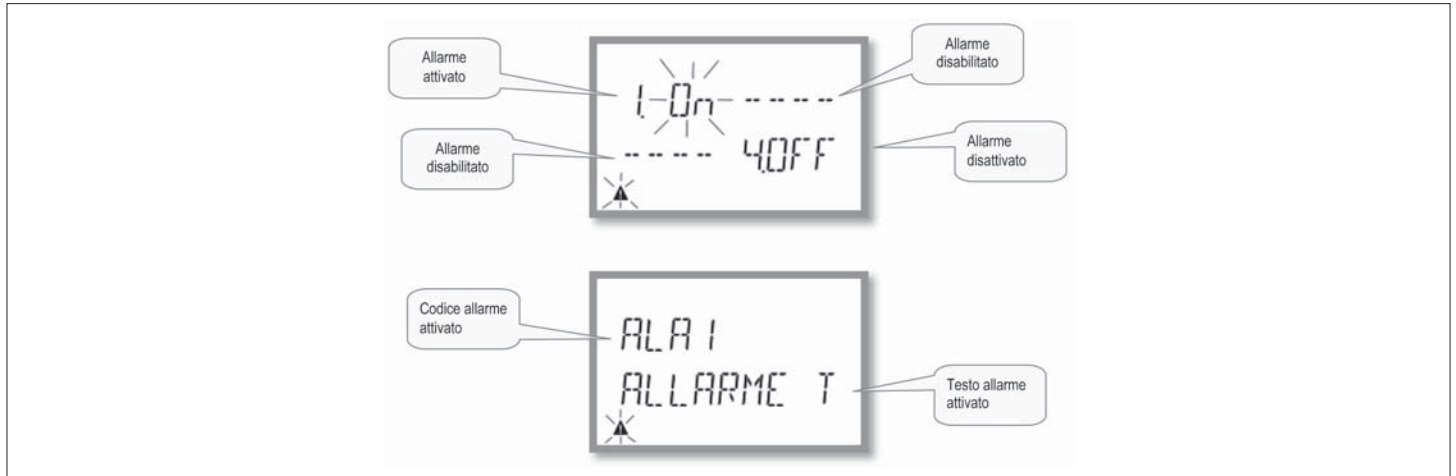 Allarme
attivato
Allarme
disabilitato
1. On ----
Allarme
disabilitato
---- 4.OFF
Allarme
disattivato
Codice allarme
attivato
ALA1
ALLARME T
Testo allarme
attivato